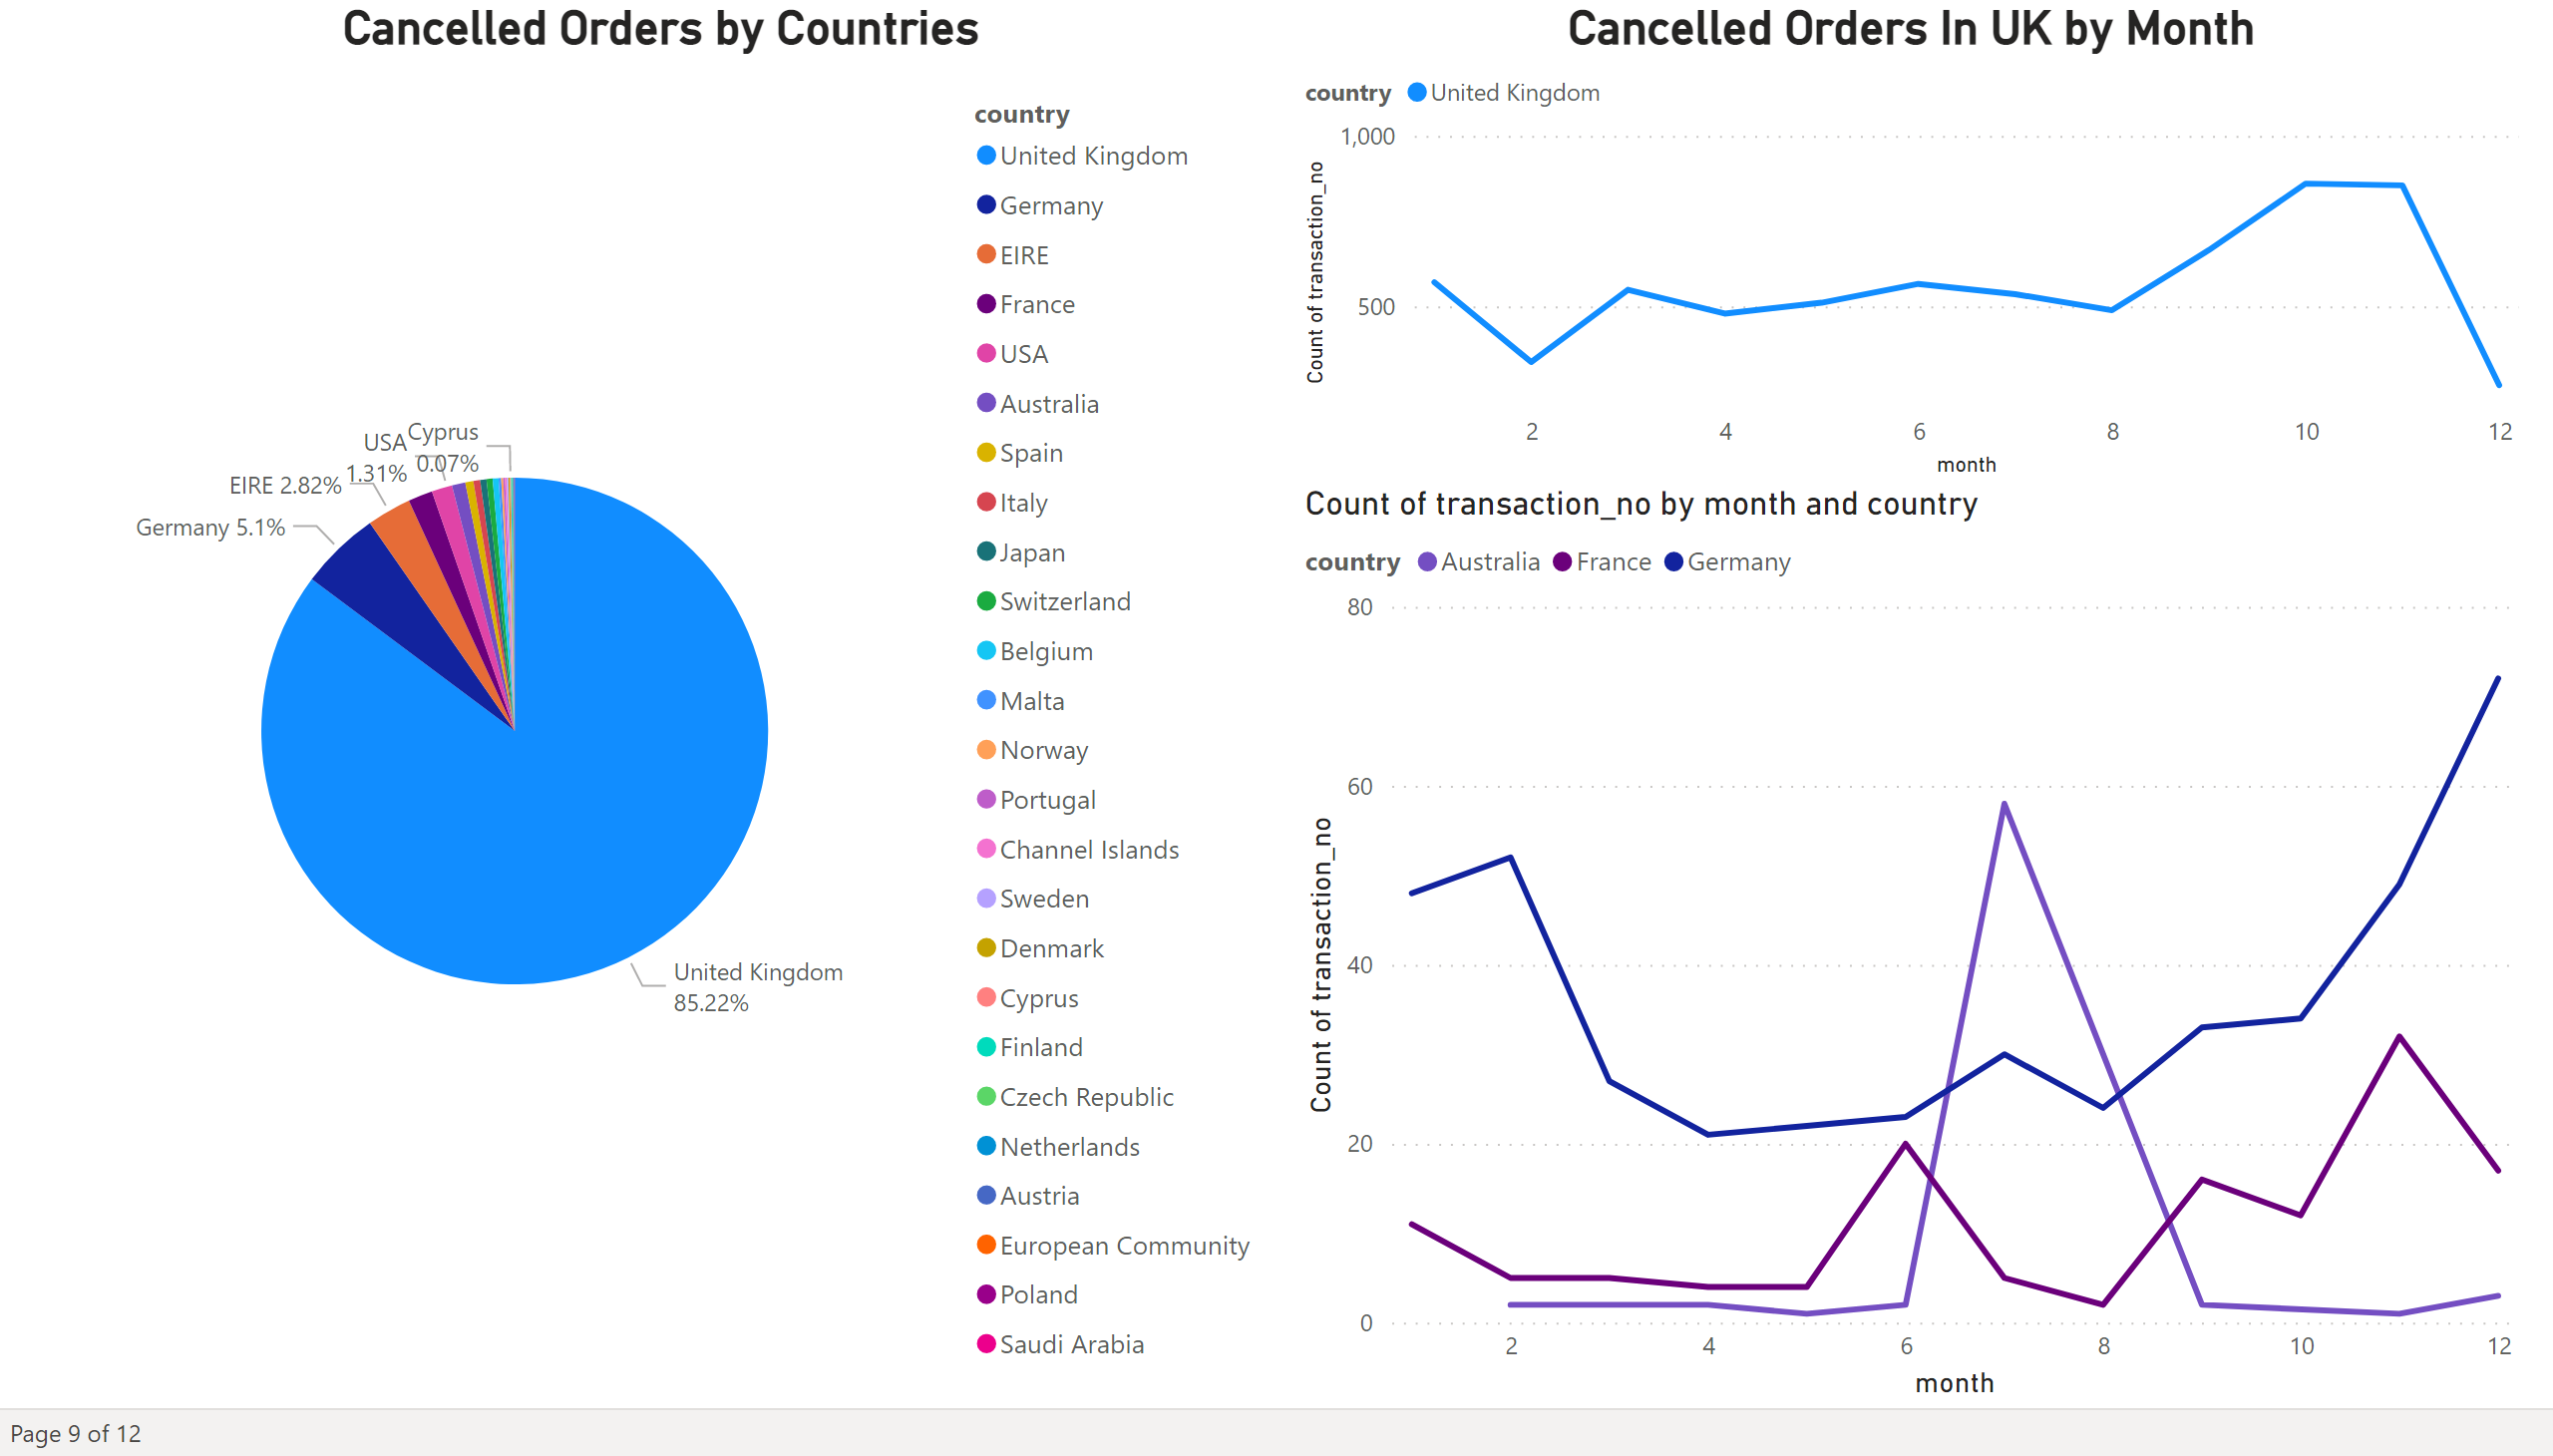 Cancelled Orders by Countries
country
United Kingdom
Germany
EIRE
France
USA
Australia
Spain
Italy
Japan
Switzerland
Belgium
Malta
Norway
Portugal
Channel Islands
Sweden
Denmark
Cyprus
Finland
Czech Republic
Netherlands
Austria
European Community
Poland
Saudi Arabia
Cyprus
0.07%
USA
1.31%
EIRE 2.82%
Germany 5.1%
United Kingdom
85.22%
Cancelled Orders In UK by Month
country United Kingdom
Count of transaction_no
1,000
500
2 4 6 8 10 12
month
Count of transaction_no by month and country
country Australia France Germany
Count of transaction_no
80
60
40
20
0
2 4 6 8 10 12
month
Page 9 of 12